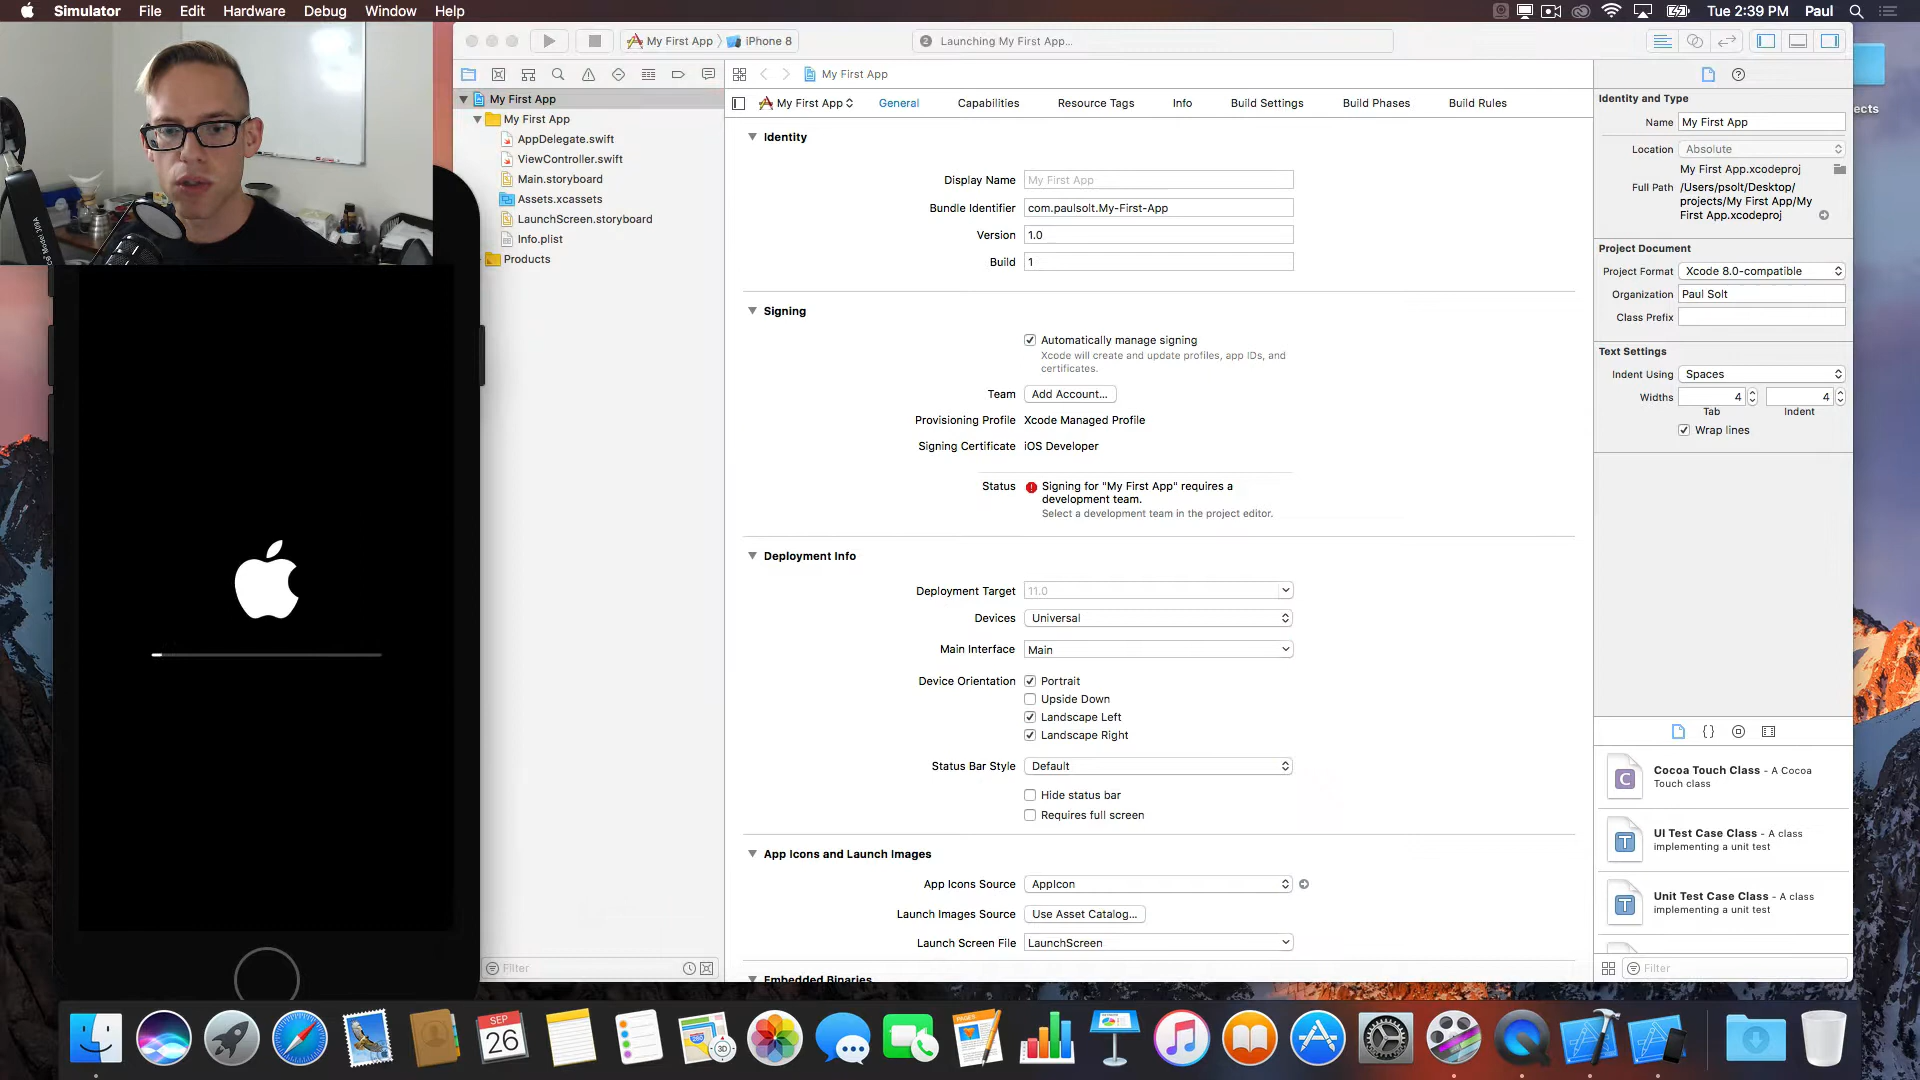 Simulator File Edit Hardware Debug Window Help
Tue 2:39 PM Paul
My First App iPhone 8
2 Launching My First App...
My First App
My First App
AppDelegate.swift
ViewController.swift
Main.storyboard
Assets.xcassets
LaunchScreen.storyboard
Info.plist
Products
Filter
My First App
My First App General Capabilities Resource Tags Info Build Settings Build Phases Build Rules
Identity
Display Name My First App
Bundle Identifier com.paulsolt.My-First-App
Version 1.0
Build 1
Signing
Automatically manage signing
Xcode will create and update profiles, app IDs, and
certificates.
Team Add Account...
Provisioning Profile Xcode Managed Profile
Signing Certificate iOS Developer
Status Signing for "My First App" requires a
development team.
Select a development team in the project editor.
Deployment Info
Deployment Target 11.0
Devices Universal
Main Interface Main
Device Orientation Portrait
Upside Down
Landscape Left
Landscape Right
Status Bar Style Default
Hide status bar
Requires full screen
App Icons and Launch Images
App Icons Source AppIcon
Launch Images Source Use Asset Catalog...
Launch Screen File LaunchScreen
Embedded Binaries
Identity and Type
Name My First App
Location Absolute
My First App.xcodeproj
Full Path /Users/psolt/Desktop/
projects/My First App/My
First App.xcodeproj
Project Document
Project Format Xcode 8.0-compatible
Organization Paul Solt
Class Prefix
Text Settings
Indent Using Spaces
Widths 4 4
Tab Indent
Wrap lines
{}
C Cocoa Touch Class - A Cocoa
Touch class
T UI Test Case Class - A class
implementing a unit test
T Unit Test Case Class - A class
implementing a unit test
Filter
ects
SEP
26
PAGES
3D